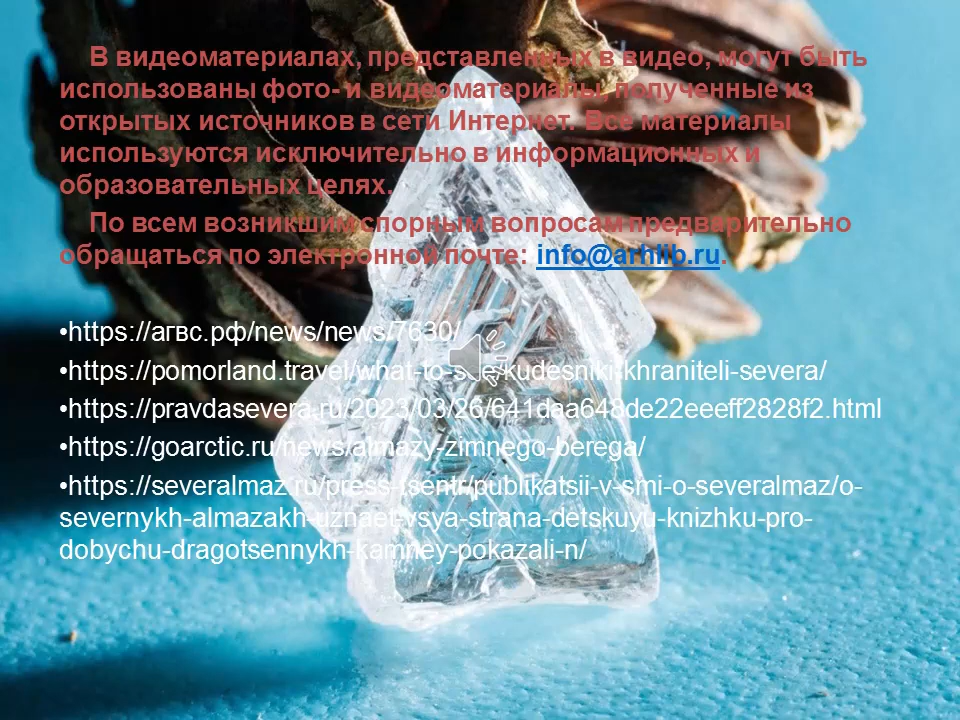 В видеоматериалах, представленных в видео, могут быть
использованы фото- и видеоматериалы, полученные из
открытых источников в сети Интернет. Все материалы
используются исключительно в информационных и
образовательных целях.
По всем возникшим спорным вопросам предварительно
обращаться по электронной почте: info@arhlib.ru.
•https://агвс.рф/news/news/7630/
•https://pomorland.travel/what-to-see/kudesniki-khraniteli-severa/
•https://pravdasevera.ru/2023/03/26/641daa648de22eeeff2828f2.html
•https://goarctic.ru/news/almazy-zimnego-berega/
•https://severalmaz.ru/press-tsentr/publikatsii-v-smi-o-severalmaz/o-
severnykh-almazakh-uznaet-vsya-strana-detskuyu-knizhku-pro-
dobychu-dragotsennykh-kamney-pokazali-n/